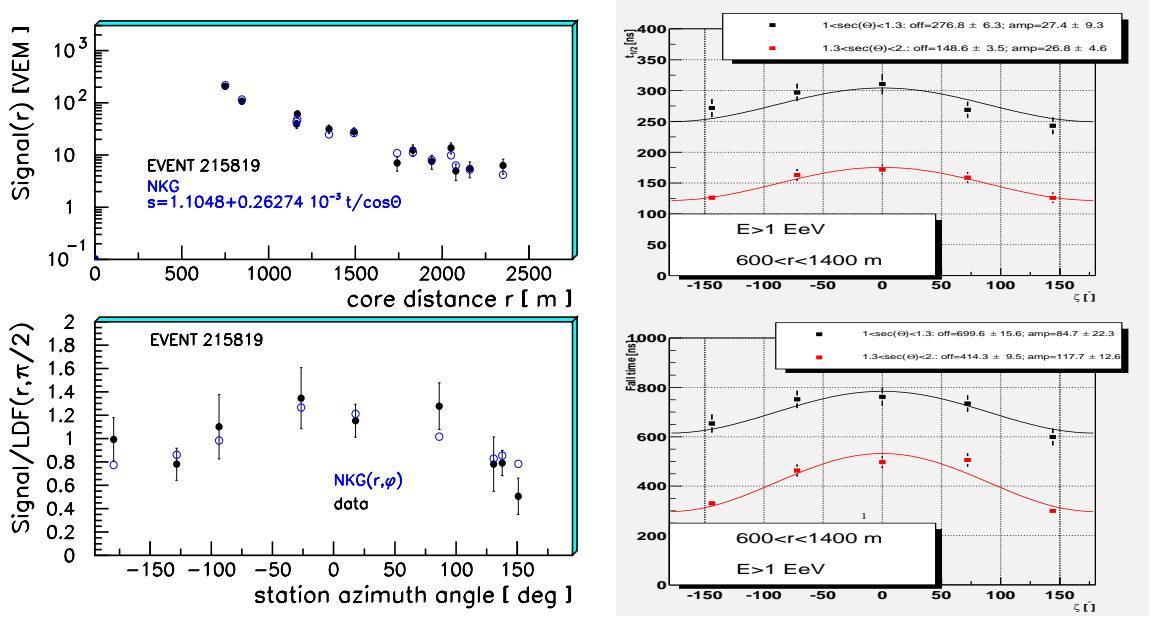 Signal(r) [VEM]
10³
10²
10
1
10⁻¹
EVENT 215819
NKG
s=1.1048+0.26274 10⁻³ t/cosΘ
0 500 1000 1500 2000 2500
core distance r [ m ]
Signal/LDF(r,π/2)
2
1.8
1.6
1.4
1.2
1
0.8
0.6
0.4
0.2
0
EVENT 215819
NKG(r,φ)
data
−150 −100 −50 0 50 100 150
station azimuth angle [ deg ]
1<sec(Θ)<1.3: off=276.8 ± 6.3; amp=27.4 ± 9.3
1.3<sec(Θ)<2.: off=148.6 ± 3.5; amp=26.8 ± 4.6
t1/2 [ns]
400
350
300
250
200
150
100
50
0
E>1 EeV
600<r<1400 m
-150 -100 -50 0 50 100 150
ζ [°]
1<sec(Θ)<1.3: off=699.6 ± 15.6; amp=84.7 ± 22.3
1.3<sec(Θ)<2.: off=414.3 ± 9.5; amp=117.7 ± 12.6
Fall time [ns]
1000
800
600
400
200
0
600<r<1400 m
E>1 EeV
-150 -100 -50 0 50 100 150
ζ [°]